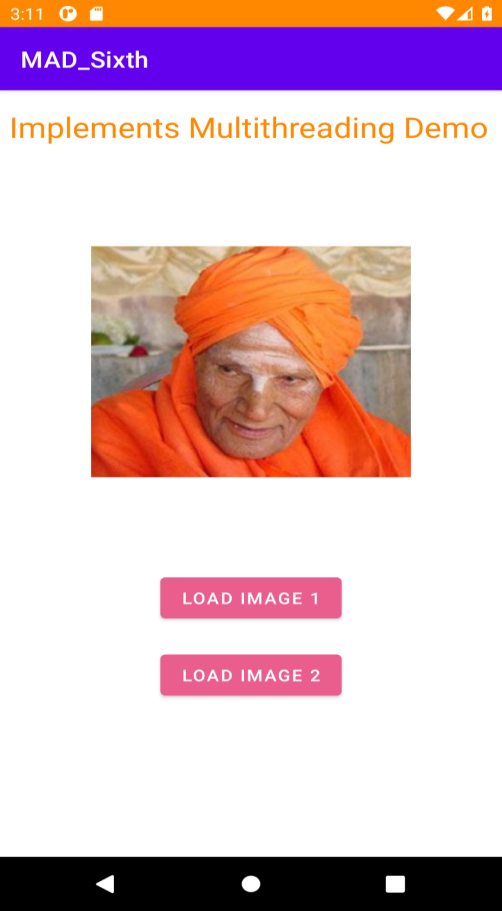 3:11
MAD_Sixth
Implements Multithreading Demo
LOAD IMAGE 1
LOAD IMAGE 2